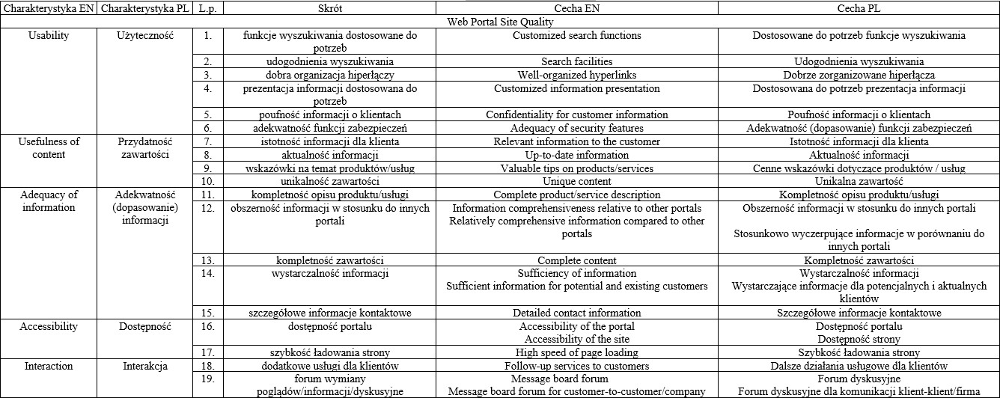 Charakterystyka EN Charakterystyka PL L.p. Skrót Cecha EN Cecha PL
Web Portal Site Quality
Usability Użyteczność 1. funkcje wyszukiwania dostosowane do Customized search functions Dostosowane do potrzeb funkcje wyszukiwania
potrzeb
2. udogodnienia wyszukiwania Search facilities Udogodnienia wyszukiwania
3. dobra organizacja hiperłączy Well-organized hyperlinks Dobrze zorganizowane hiperłącza
4. prezentacja informacji dostosowana do Customized information presentation Dostosowana do potrzeb prezentacja informacji
potrzeb
5. poufność informacji o klientach Confidentiality for customer information Poufność informacji o klientach
6. adekwatność funkcji zabezpieczeń Adequacy of security features Adekwatność (dopasowanie) funkcji zabezpieczeń
Usefulness of Przydatność 7. istotność informacji dla klienta Relevant information to the customer Istotność informacji dla klienta
content zawartości 8. aktualność informacji Up-to-date information Aktualność informacji
9. wskazówki na temat produktów/usług Valuable tips on products/services Cenne wskazówki dotyczące produktów / usług
10. unikalność zawartości Unique content Unikalna zawartość
Adequacy of Adekwatność 11. kompletność opisu produktu/usługi Complete product/service description Kompletność opisu produktu/usługi
information (dopasowanie) 12. obszerność informacji w stosunku do innych Information comprehensiveness relative to other portals Obszerność informacji w stosunku do innych portali
informacji portali Relatively comprehensive information compared to other
portals Stosunkowo wyczerpujące informacje w porównaniu do
innych portali
13. kompletność zawartości Complete content Kompletność zawartości
14. wystarczalność informacji Sufficiency of information Wystarczalność informacji
Sufficient information for potential and existing customers Wystarczające informacje dla potencjalnych i aktualnych
klientów
15. szczegółowe informacje kontaktowe Detailed contact information Szczegółowe informacje kontaktowe
Accessibility Dostępność 16. dostępność portalu Accessibility of the portal Dostępność portalu
Accessibility of the site Dostępność strony
17. szybkość ładowania strony High speed of page loading Szybkość ładowania strony
Interaction Interakcja 18. dodatkowe usługi dla klientów Follow-up services to customers Dalsze działania usługowe dla klientów
19. forum wymiany Message board forum Forum dyskusyjne
poglądów/informacji/dyskusyjne Message board forum for customer-to-customer/company Forum dyskusyjne dla komunikacji klient-klient/firma